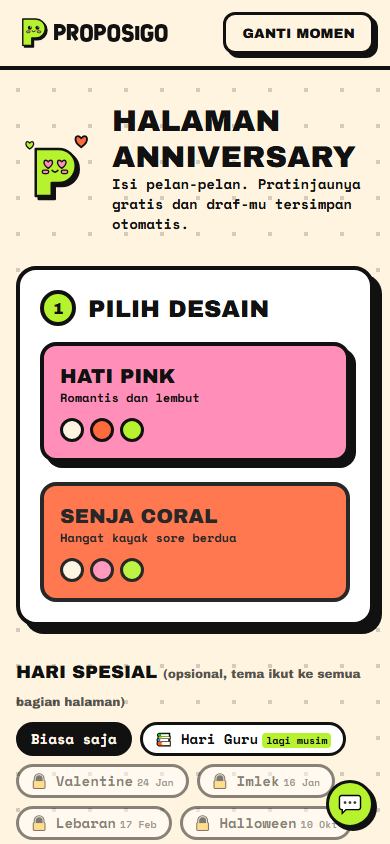 PROPOSIGO
GANTI MOMEN
HALAMAN
ANNIVERSARY
Isi pelan-pelan. Pratinjaunya
gratis dan draf-mu tersimpan
otomatis.
1 PILIH DESAIN
HATI PINK
Romantis dan lembut
SENJA CORAL
Hangat kayak sore berdua
HARI SPESIAL (opsional, tema ikut ke semua
bagian halaman)
Biasa saja
Hari Guru lagi musim
Valentine 24 Jan
Imlek 16 Jan
Lebaran 17 Feb
Halloween 10 Okt